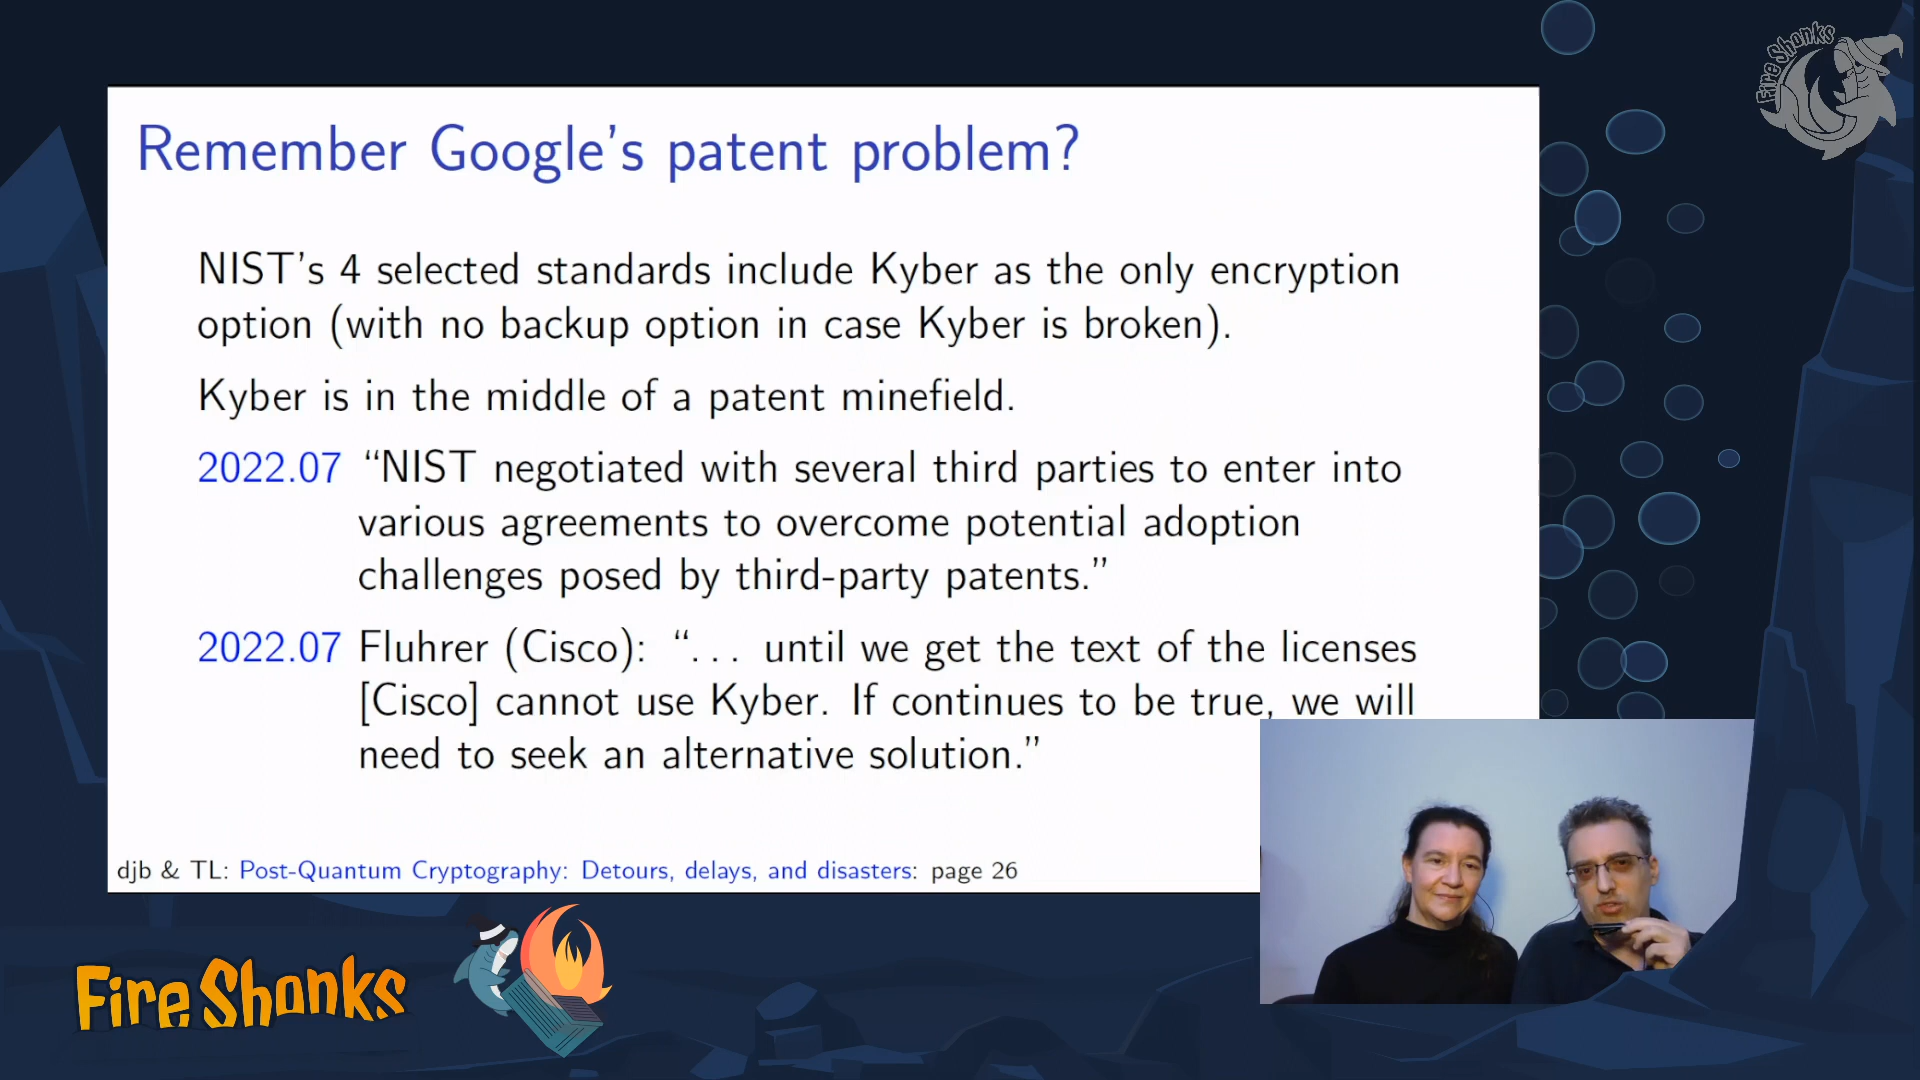 Fire Shonks
Remember Google's patent problem?
NIST's 4 selected standards include Kyber as the only encryption
option (with no backup option in case Kyber is broken).
Kyber is in the middle of a patent minefield.
2022.07 “NIST negotiated with several third parties to enter into
various agreements to overcome potential adoption
challenges posed by third-party patents.”
2022.07 Fluhrer (Cisco): “... until we get the text of the licenses
[Cisco] cannot use Kyber. If continues to be true, we will
need to seek an alternative solution.”
djb & TL: Post-Quantum Cryptography: Detours, delays, and disasters: page 26
Fire Shonks